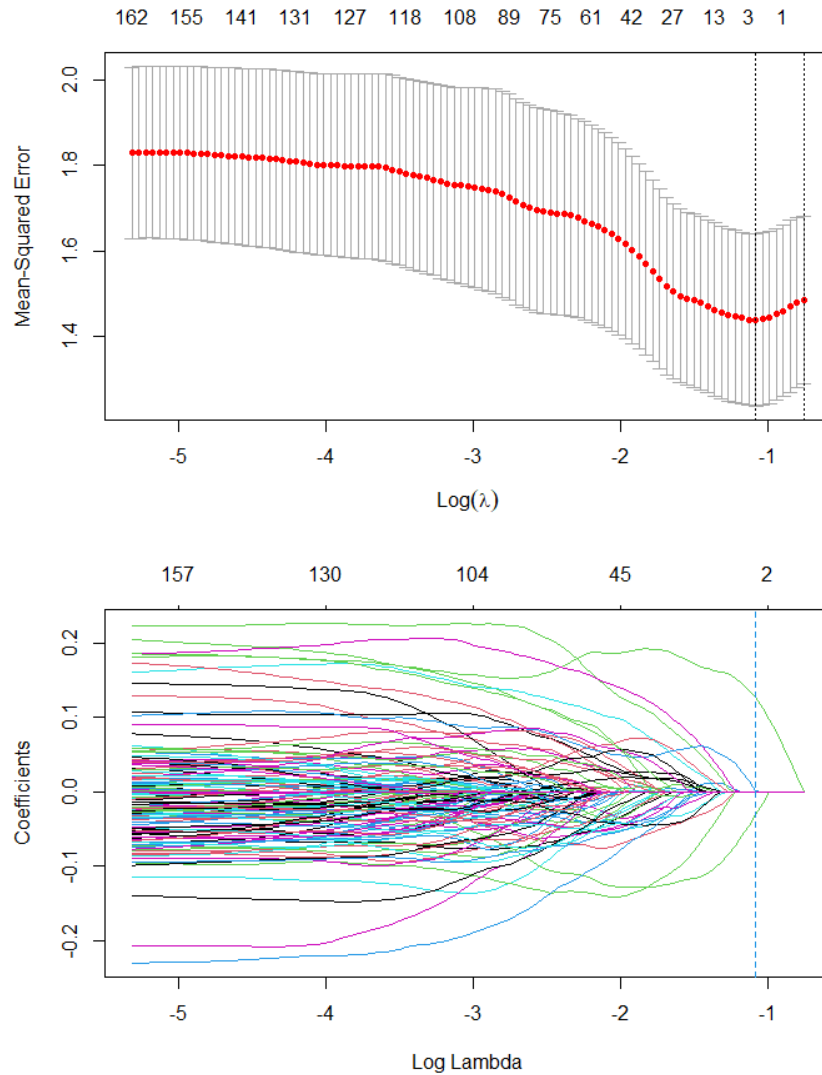 162 155 141 131 127 118 108 89 75 61 42 27 13 3 1
2.0
1.8
1.6
1.4
Mean-Squared Error
-5 -4 -3 -2 -1
Log(λ)
157 130 104 45 2
0.2
0.1
0.0
-0.1
-0.2
Coefficients
-5 -4 -3 -2 -1
Log Lambda